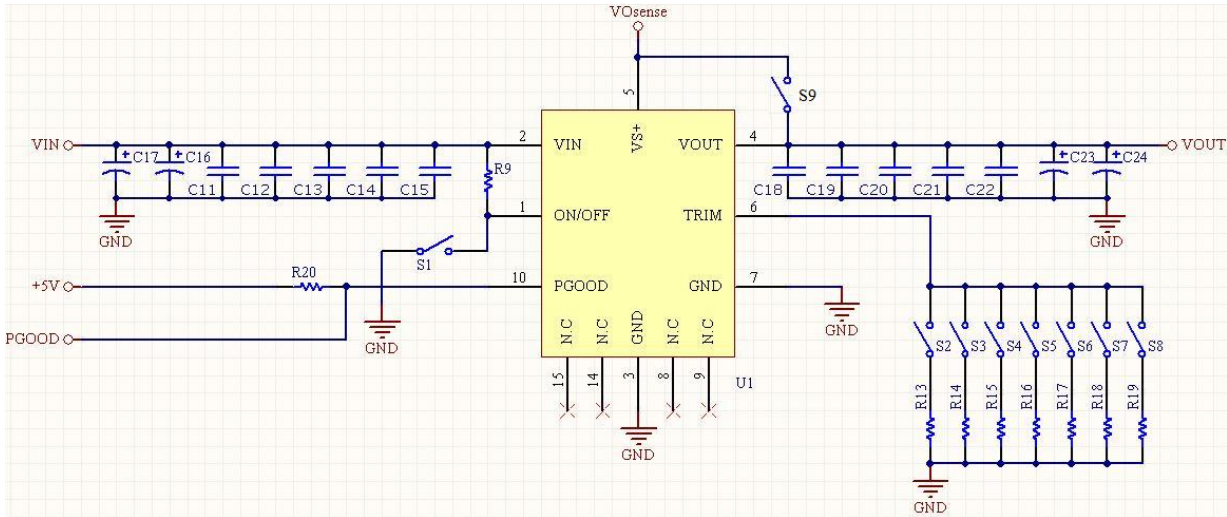 VOsense
5
S9
VIN
C17
C16
C11
C12
C13
C14
C15
R9
2
VIN
VS+
VOUT
4
C18
C19
C20
C21
C22
C23
C24
VOUT
GND
1
ON/OFF
TRIM
6
GND
S1
+5V
R20
10
PGOOD
GND
7
PGOOD
GND
GND
N.C
N.C
GND
N.C
N.C
15
14
3
8
9
U1
GND
S2
S3
S4
S5
S6
S7
S8
R13
R14
R15
R16
R17
R18
R19
GND